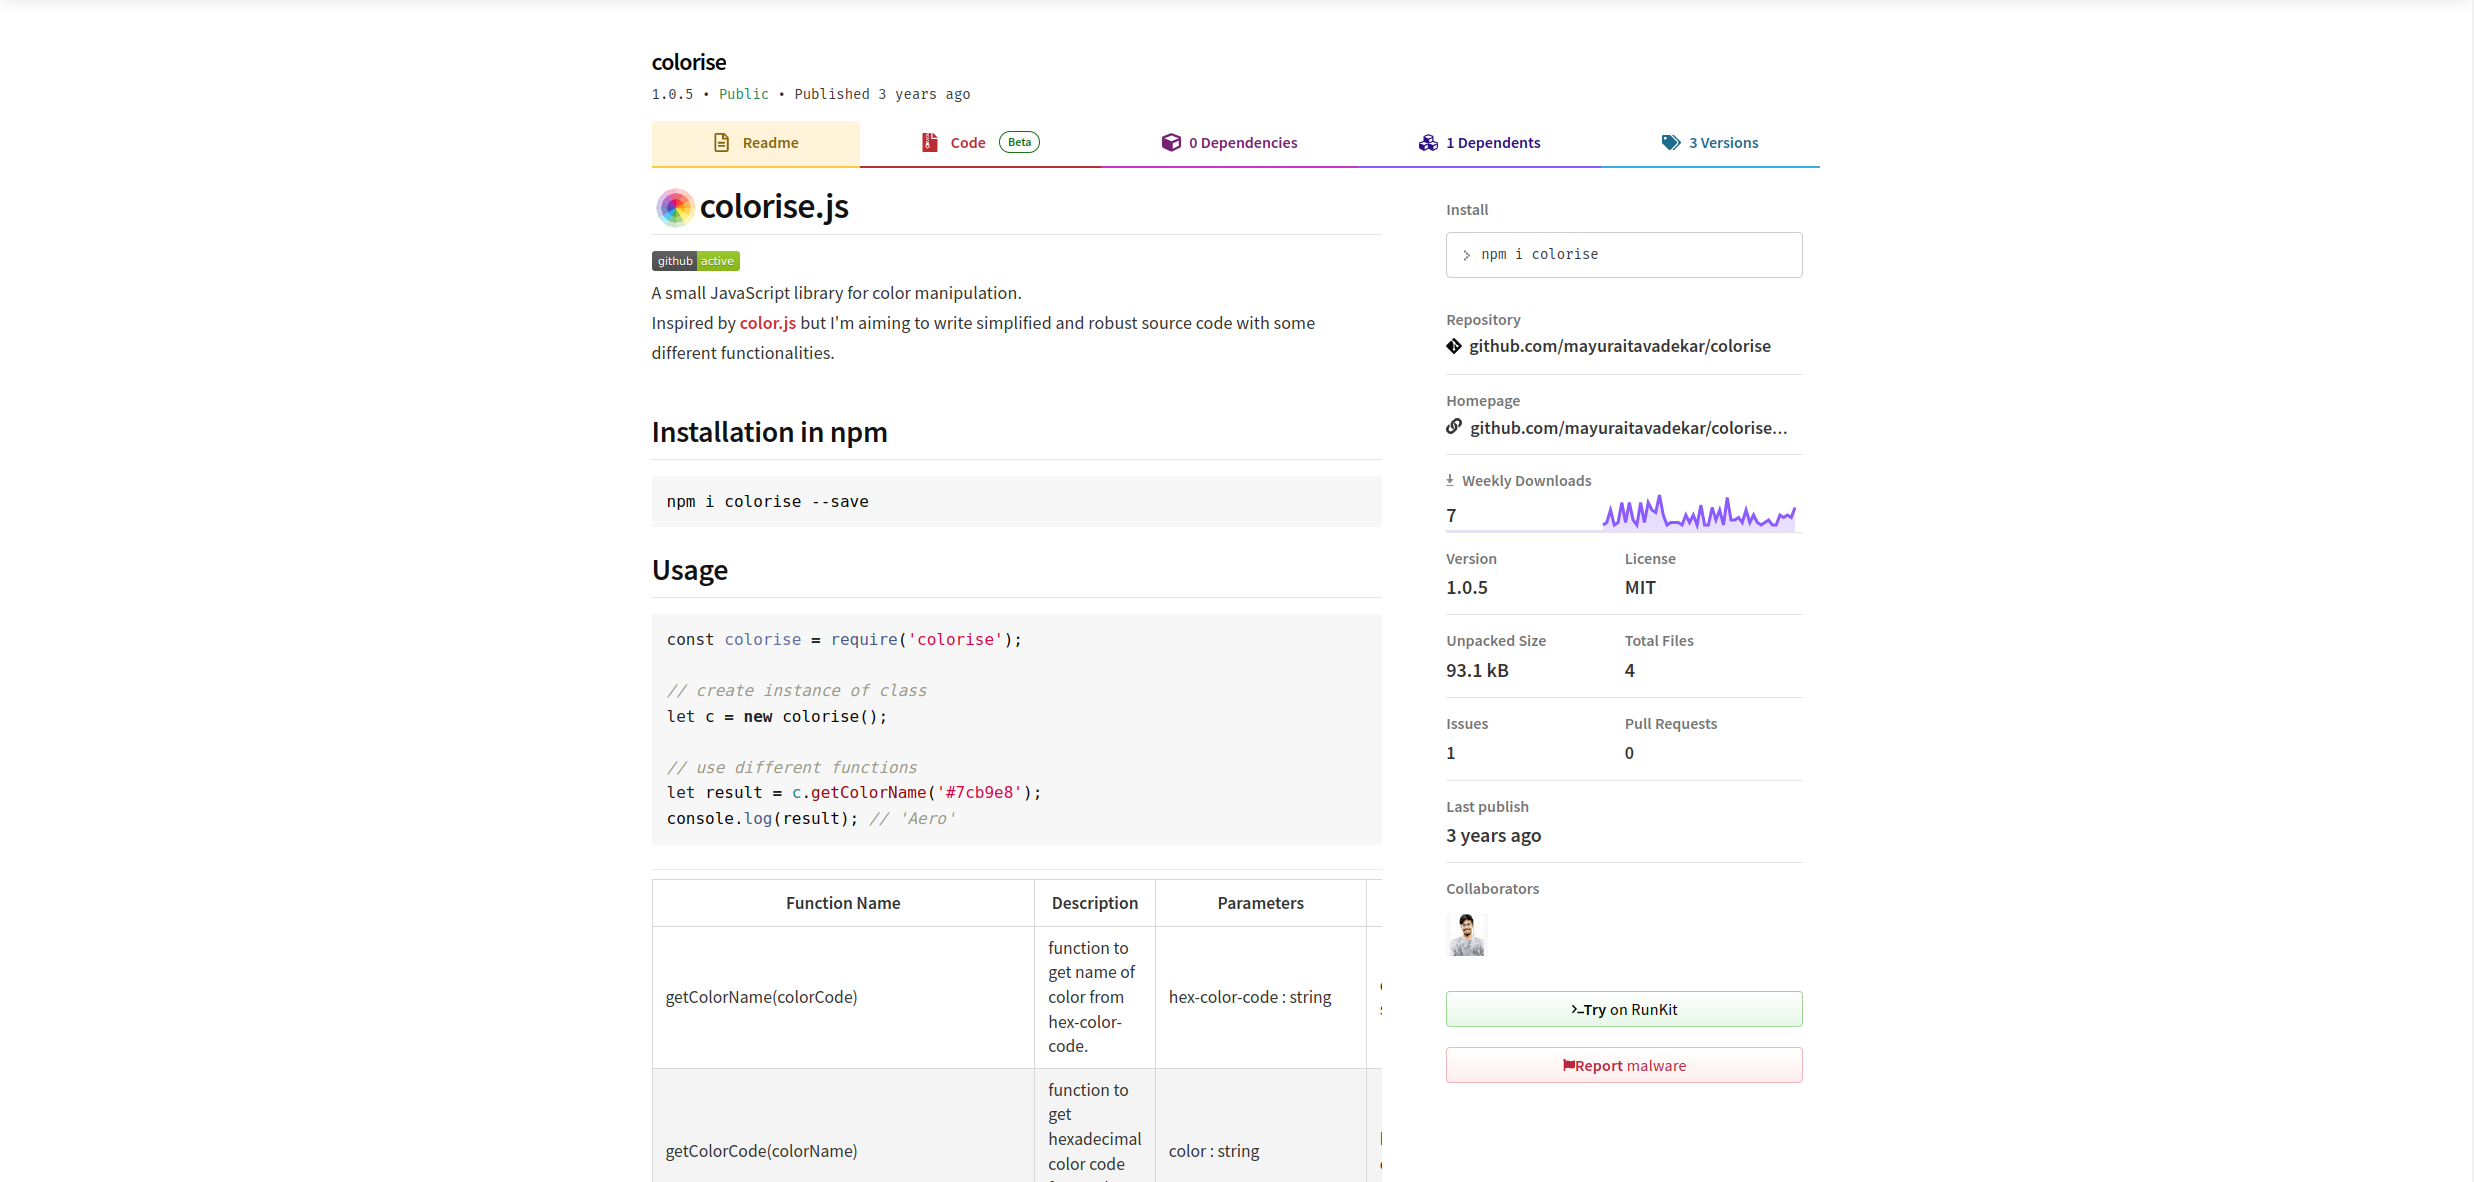 colorise
1.0.5 • Public • Published 3 years ago
Readme
Code Beta
0 Dependencies
1 Dependents
3 Versions
colorise.js
github active
A small JavaScript library for color manipulation.
Inspired by color.js but I'm aiming to write simplified and robust source code with some
different functionalities.
Installation in npm
npm i colorise --save
Usage
const colorise = require('colorise');
// create instance of class
let c = new colorise();
// use different functions
let result = c.getColorName('#7cb9e8');
console.log(result); // 'Aero'
Function Name
Description
Parameters
getColorName(colorCode)
function to
get name of
color from
hex-color-
code.
hex-color-code : string
getColorCode(colorName)
function to
get
hexadecimal
color code
color : string
Install
npm i colorise
Repository
github.com/mayuraitavadekar/colorise
Homepage
github.com/mayuraitavadekar/colorise...
Weekly Downloads
7
Version
1.0.5
License
MIT
Unpacked Size
93.1 kB
Total Files
4
Issues
1
Pull Requests
0
Last publish
3 years ago
Collaborators
>_Try on RunKit
Report malware